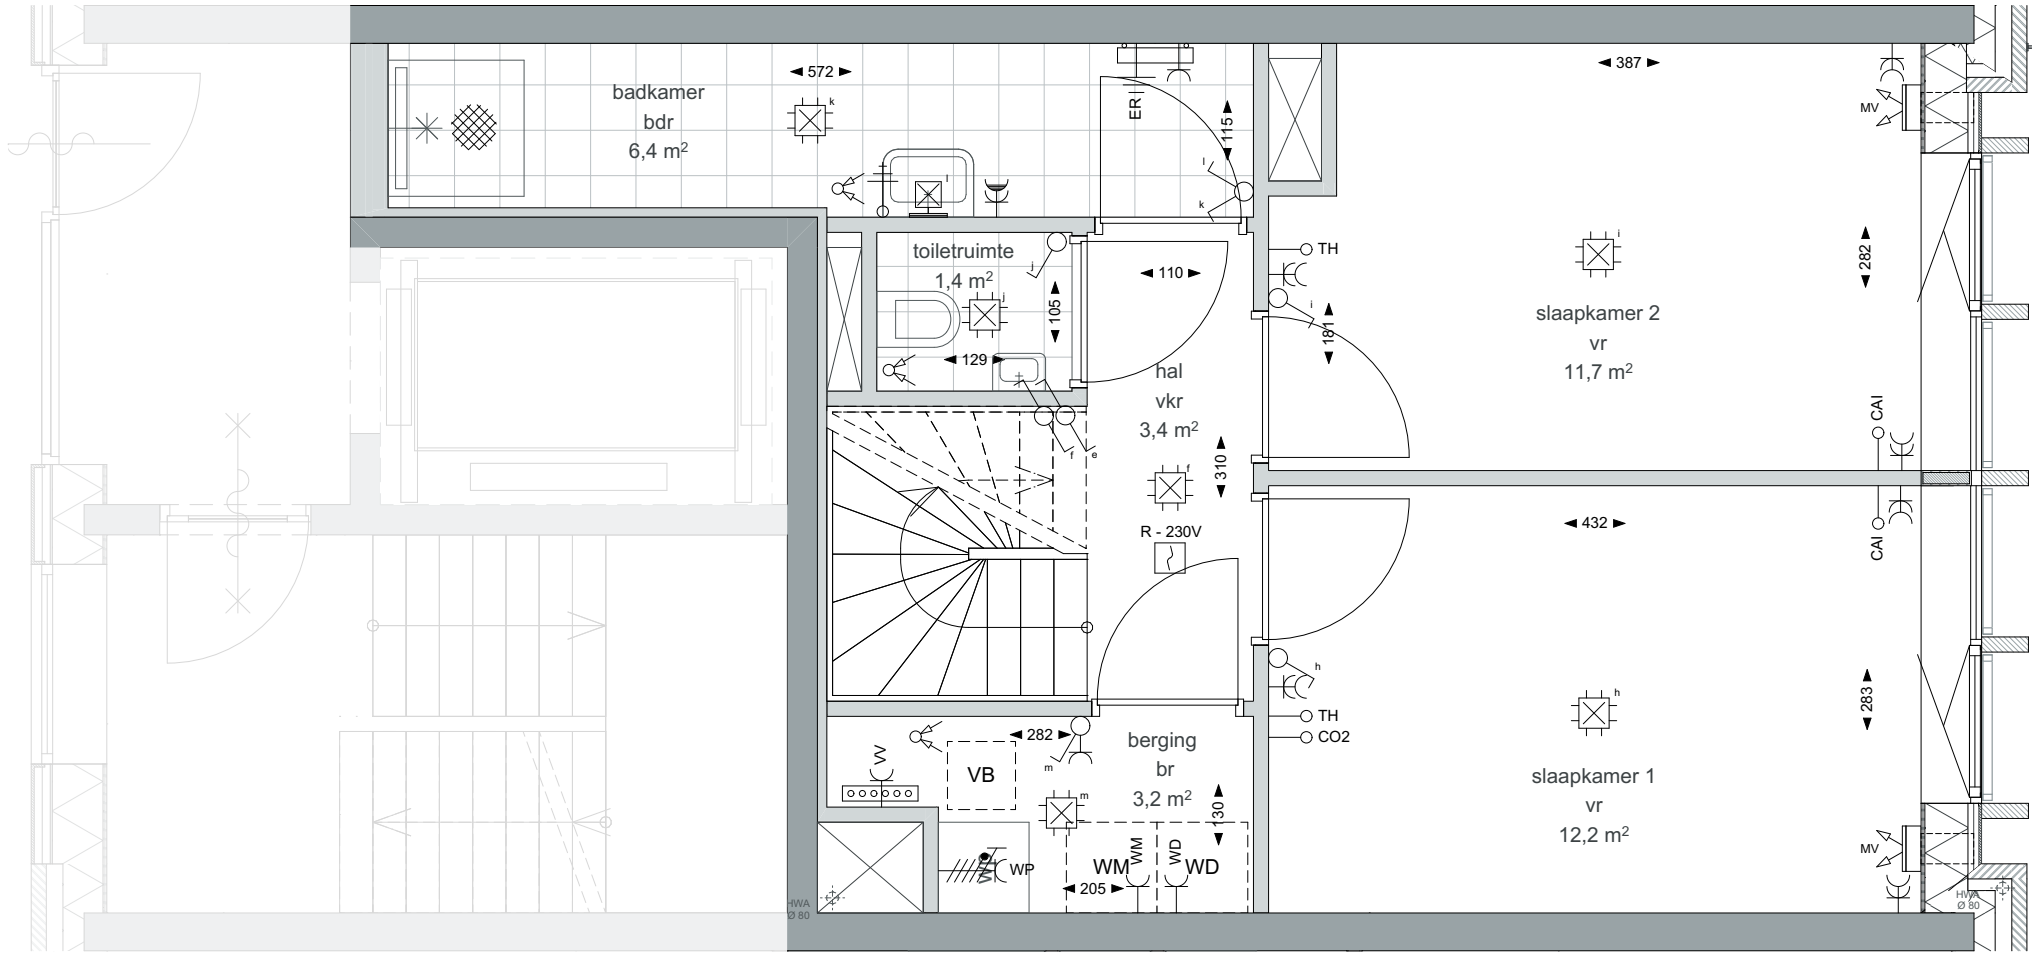 badkamer
bdr
6,4 m²
572
k
ER
115
l
l
k
387
MV
toiletruimte
1,4 m²
j
j
105
129
110
hal
vkr
3,4 m²
f
e
f
310
R - 230V
TH
i
181
i
282
slaapkamer 2
vr
11,7 m²
CAI
CAI
432
h
TH
CO2
h
283
slaapkamer 1
vr
12,2 m²
MV
HWA
Ø 80
282
m
VV
VB
m
berging
br
3,2 m²
130
WP
WM
WM
WD
WD
205
HWA
Ø 80